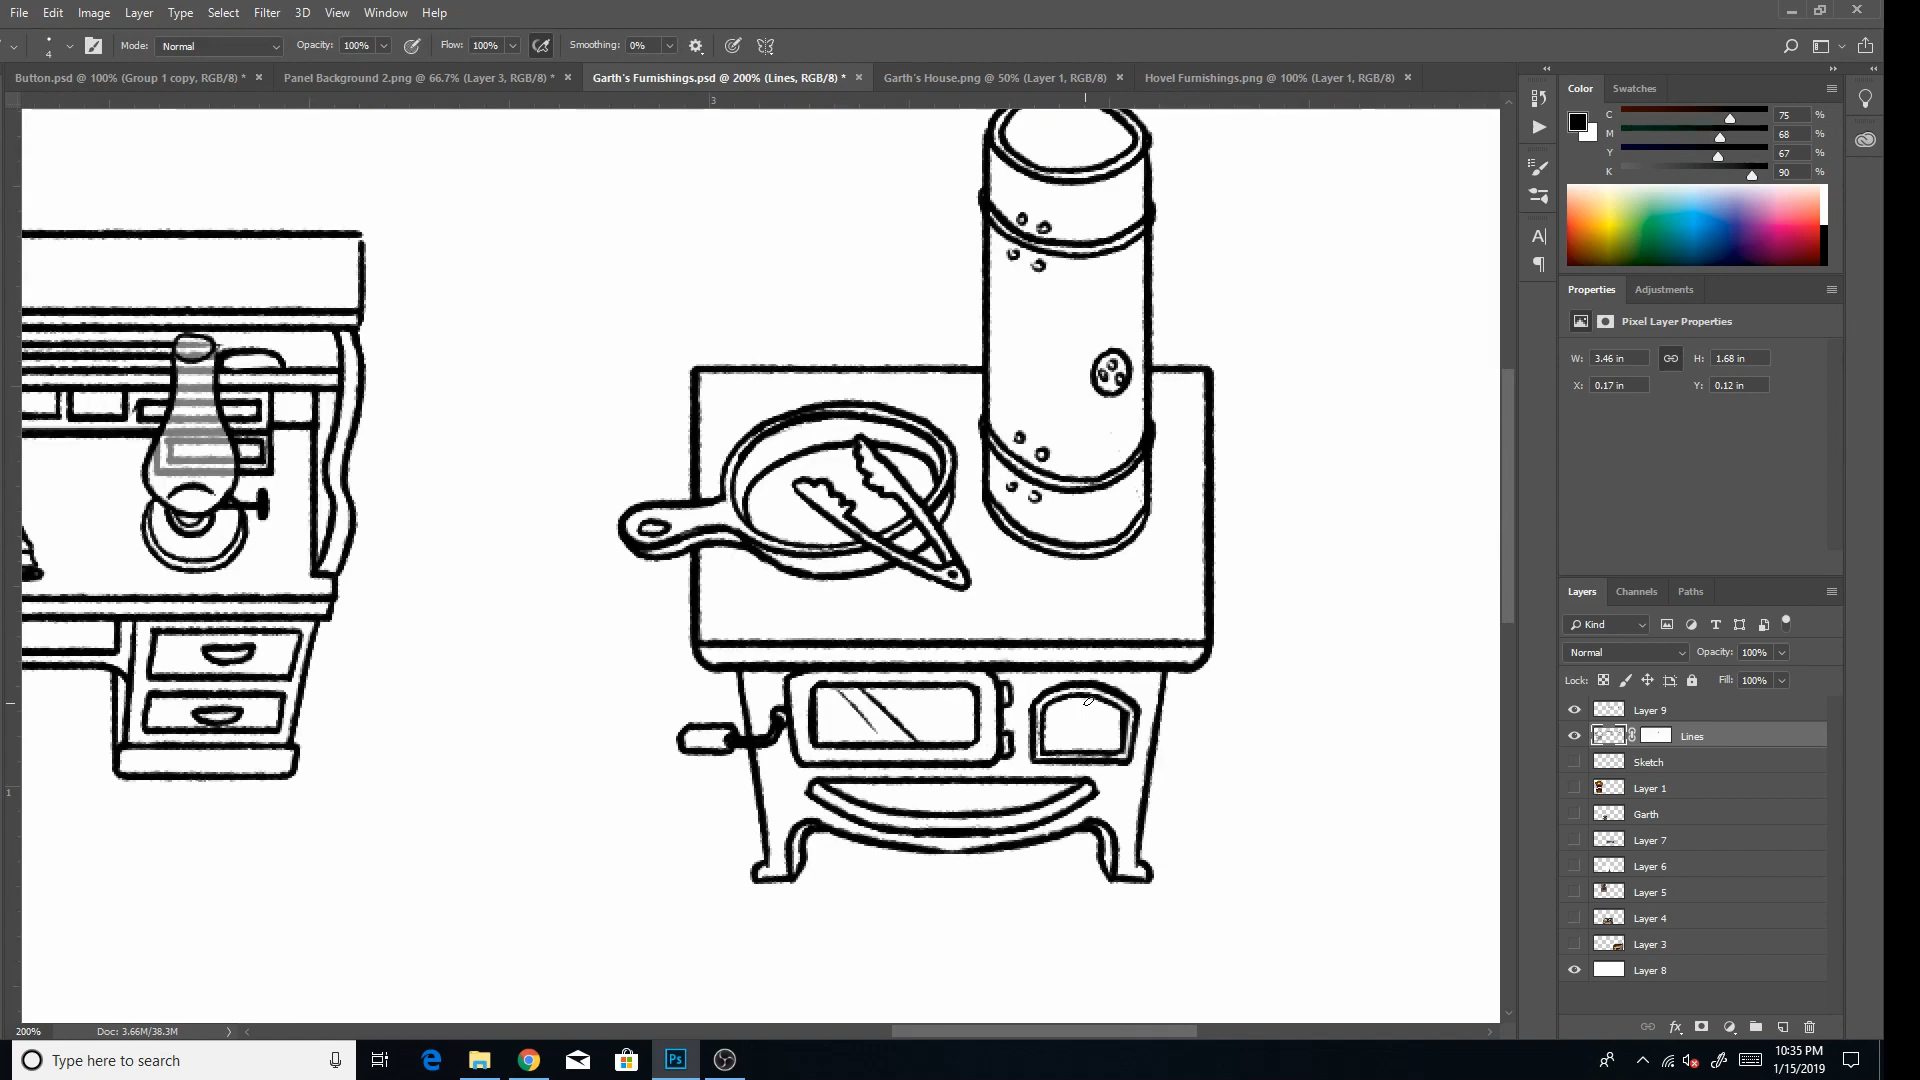 File Edit Image Layer Type Select Filter 3D View Window Help
4 Mode: Normal Opacity: 100% Flow: 100% Smoothing: 0%
Button.psd @ 100% (Group 1 copy, RGB/8) * Panel Background 2.png @ 66.7% (Layer 3, RGB/8) * Garth's Furnishings.psd @ 200% (Lines, RGB/8) * Garth's House.png @ 50% (Layer 1, RGB/8) Hovel Furnishings.png @ 100% (Layer 1, RGB/8)
3
1
Color Swatches
C 75 %
M 68 %
Y 67 %
K 90 %
Properties Adjustments
Pixel Layer Properties
W: 3.46 in H: 1.68 in
X: 0.17 in Y: 0.12 in
Layers Channels Paths
Kind
Normal Opacity: 100%
Lock: Fill: 100%
Layer 9
Lines
Sketch
Layer 1
Garth
Layer 7
Layer 6
Layer 5
Layer 4
Layer 3
Layer 8
fx
200% Doc: 3.66M/38.3M
Type here to search
Ps
10:35 PM
1/15/2019